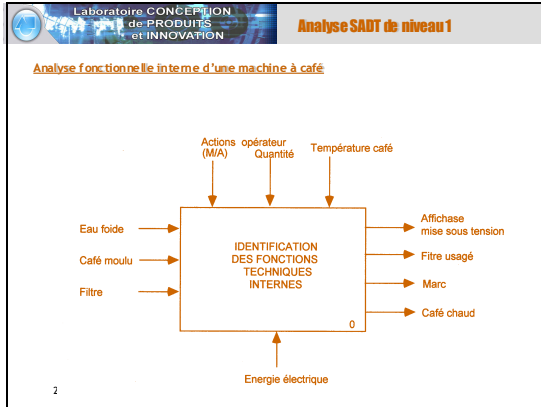 Laboratoire CONCEPTION
de PRODUITS
et INNOVATION
Analyse SADT de niveau 1
Analyse fonctionnelle interne d'une machine à café
Actions opérateur
(M/A) Quantité
Température café
Eau foide
Café moulu
Filtre
IDENTIFICATION
DES FONCTIONS
TECHNIQUES
INTERNES
0
Affichase
mise sous tension
Fitre usagé
Marc
Café chaud
Energie électrique
2